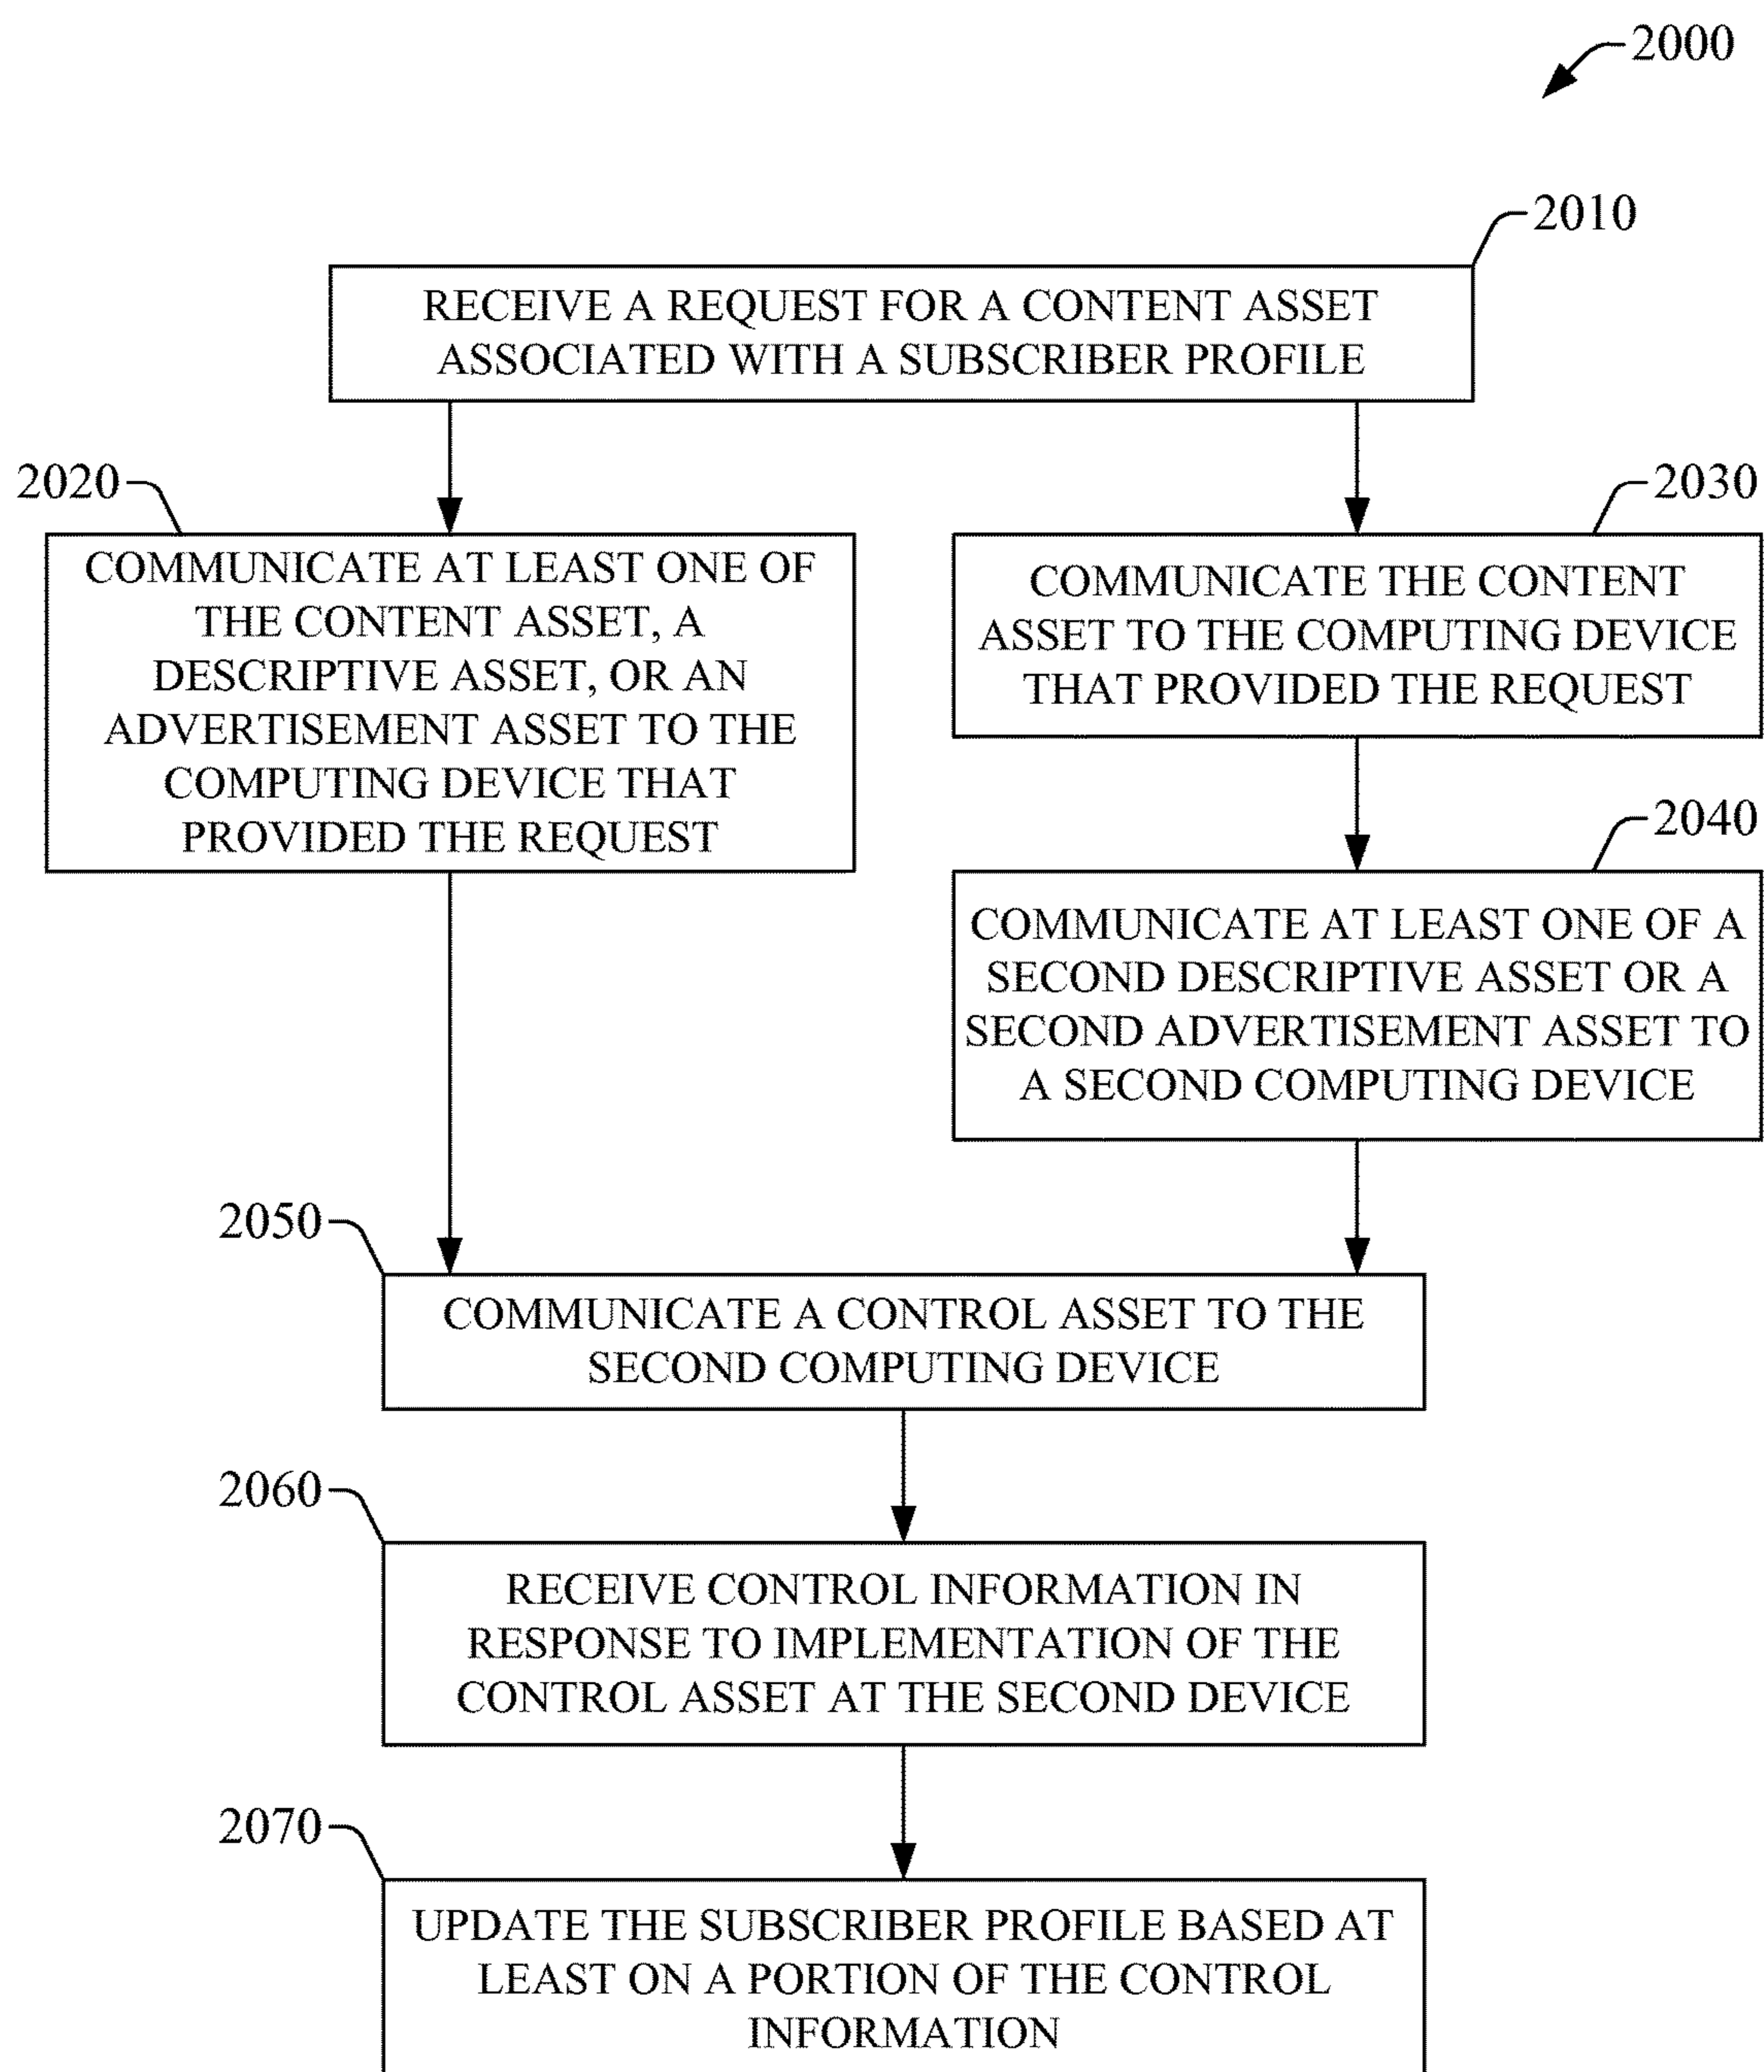 2000
2010
RECEIVE A REQUEST FOR A CONTENT ASSET
ASSOCIATED WITH A SUBSCRIBER PROFILE
2020
COMMUNICATE AT LEAST ONE OF
THE CONTENT ASSET, A
DESCRIPTIVE ASSET, OR AN
ADVERTISEMENT ASSET TO THE
COMPUTING DEVICE THAT
PROVIDED THE REQUEST
2030
COMMUNICATE THE CONTENT
ASSET TO THE COMPUTING DEVICE
THAT PROVIDED THE REQUEST
2040
COMMUNICATE AT LEAST ONE OF A
SECOND DESCRIPTIVE ASSET OR A
SECOND ADVERTISEMENT ASSET TO
A SECOND COMPUTING DEVICE
2050
COMMUNICATE A CONTROL ASSET TO THE
SECOND COMPUTING DEVICE
2060
RECEIVE CONTROL INFORMATION IN
RESPONSE TO IMPLEMENTATION OF THE
CONTROL ASSET AT THE SECOND DEVICE
2070
UPDATE THE SUBSCRIBER PROFILE BASED AT
LEAST ON A PORTION OF THE CONTROL
INFORMATION